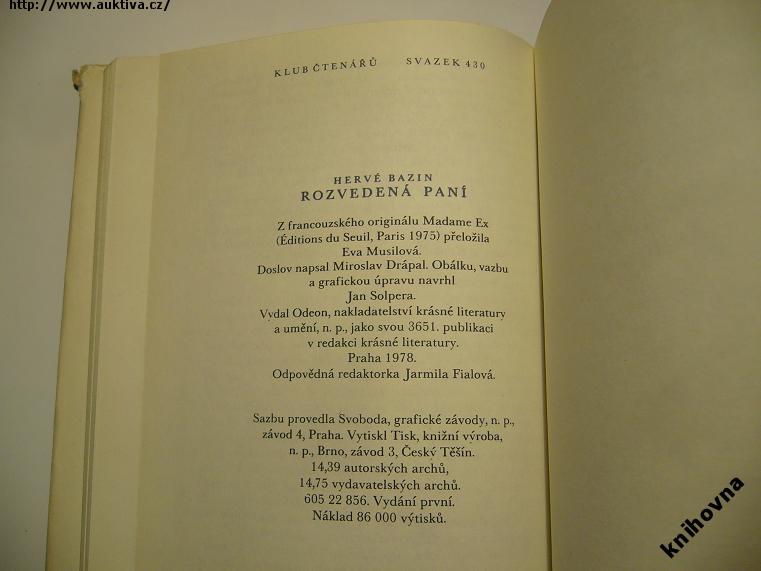 http://www.auktiva.cz/
KLUB ČTENÁŘŮ SVAZEK 430
HERVÉ BAZIN
ROZVEDENÁ PANÍ
Z francouzského originálu Madame Ex
(Éditions du Seuil, Paris 1975) přeložila
Eva Musilová.
Doslov napsal Miroslav Drápal. Obálku, vazbu
a grafickou úpravu navrhl
Jan Solpera.
Vydal Odeon, nakladatelství krásné literatury
a umění, n. p., jako svou 3651. publikaci
v redakci krásné literatury.
Praha 1978.
Odpovědná redaktorka Jarmila Fialová.
Sazbu provedla Svoboda, grafické závody, n. p.,
závod 4, Praha. Vytiskl Tisk, knižní výroba,
n. p., Brno, závod 3, Český Těšín.
14,39 autorských archů,
14,75 vydavatelských archů.
605 22 856. Vydání první.
Náklad 86 000 výtisků.
knihovna